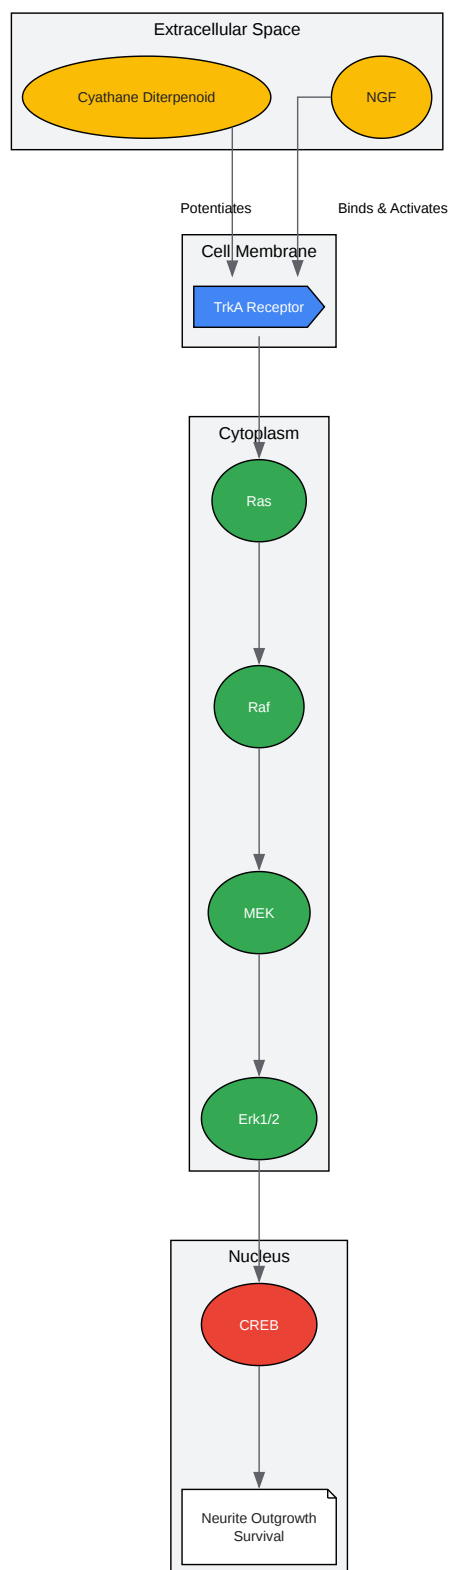 Extracellular Space
Cyathane Diterpenoid
NGF
Potentiates
Binds & Activates
Cell Membrane
TrkA Receptor
Cytoplasm
Ras
Raf
MEK
Erk1/2
Nucleus
CREB
Neurite Outgrowth
Survival